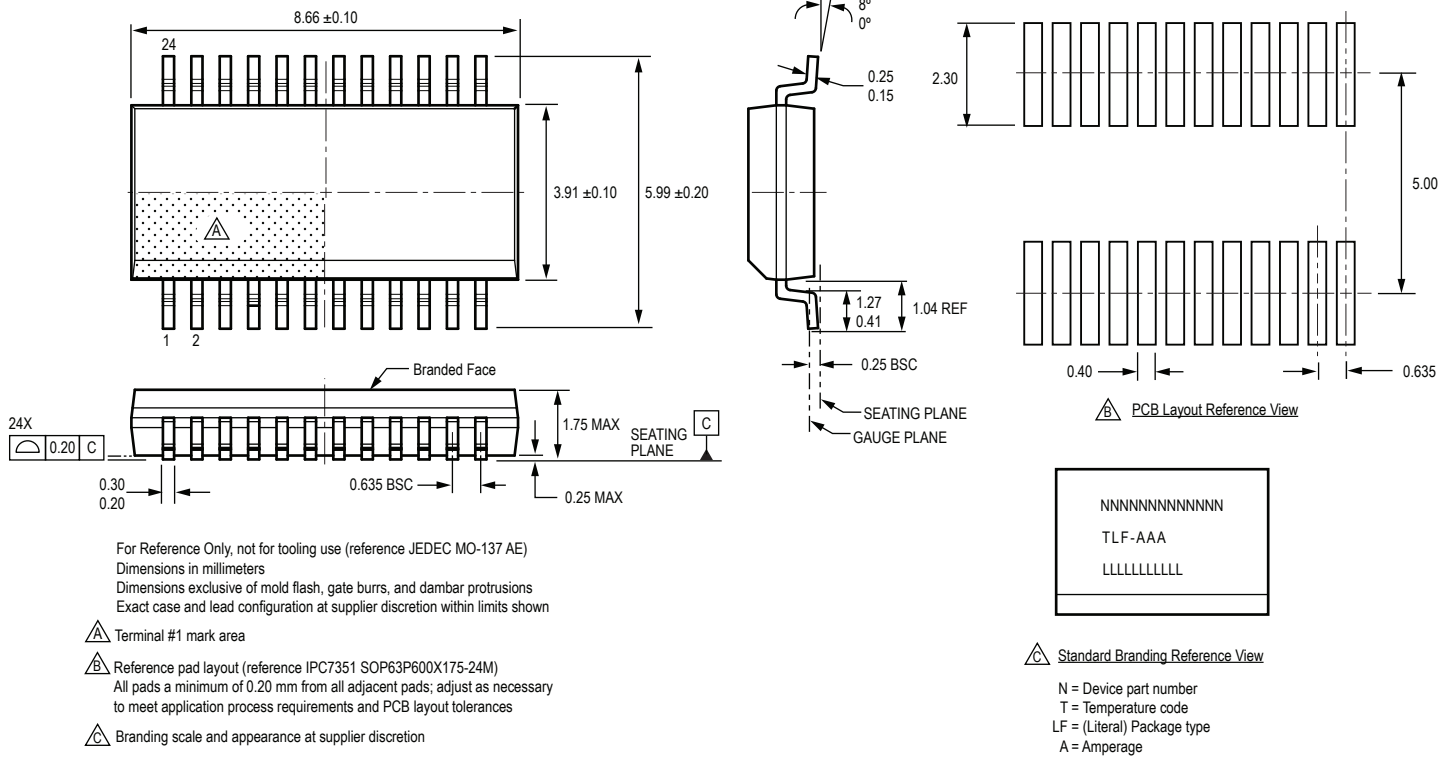 8.66 ±0.10
24
3.91 ±0.10
5.99 ±0.20
1 2
A
8º
0º
0.25
0.15
1.27
0.41
1.04 REF
0.25 BSC
SEATING PLANE
GAUGE PLANE
2.30
5.00
0.40
0.635
B PCB Layout Reference View
Branded Face
24X
0.20 C
1.75 MAX
SEATING
PLANE
C
0.30
0.20
0.635 BSC
0.25 MAX
For Reference Only, not for tooling use (reference JEDEC MO-137 AE)
Dimensions in millimeters
Dimensions exclusive of mold flash, gate burrs, and dambar protrusions
Exact case and lead configuration at supplier discretion within limits shown
A Terminal #1 mark area
B Reference pad layout (reference IPC7351 SOP63P600X175-24M)
All pads a minimum of 0.20 mm from all adjacent pads; adjust as necessary
to meet application process requirements and PCB layout tolerances
C Branding scale and appearance at supplier discretion
NNNNNNNNNNNNN
TLF-AAA
LLLLLLLLLLL
C Standard Branding Reference View
N = Device part number
T = Temperature code
LF = (Literal) Package type
A = Amperage